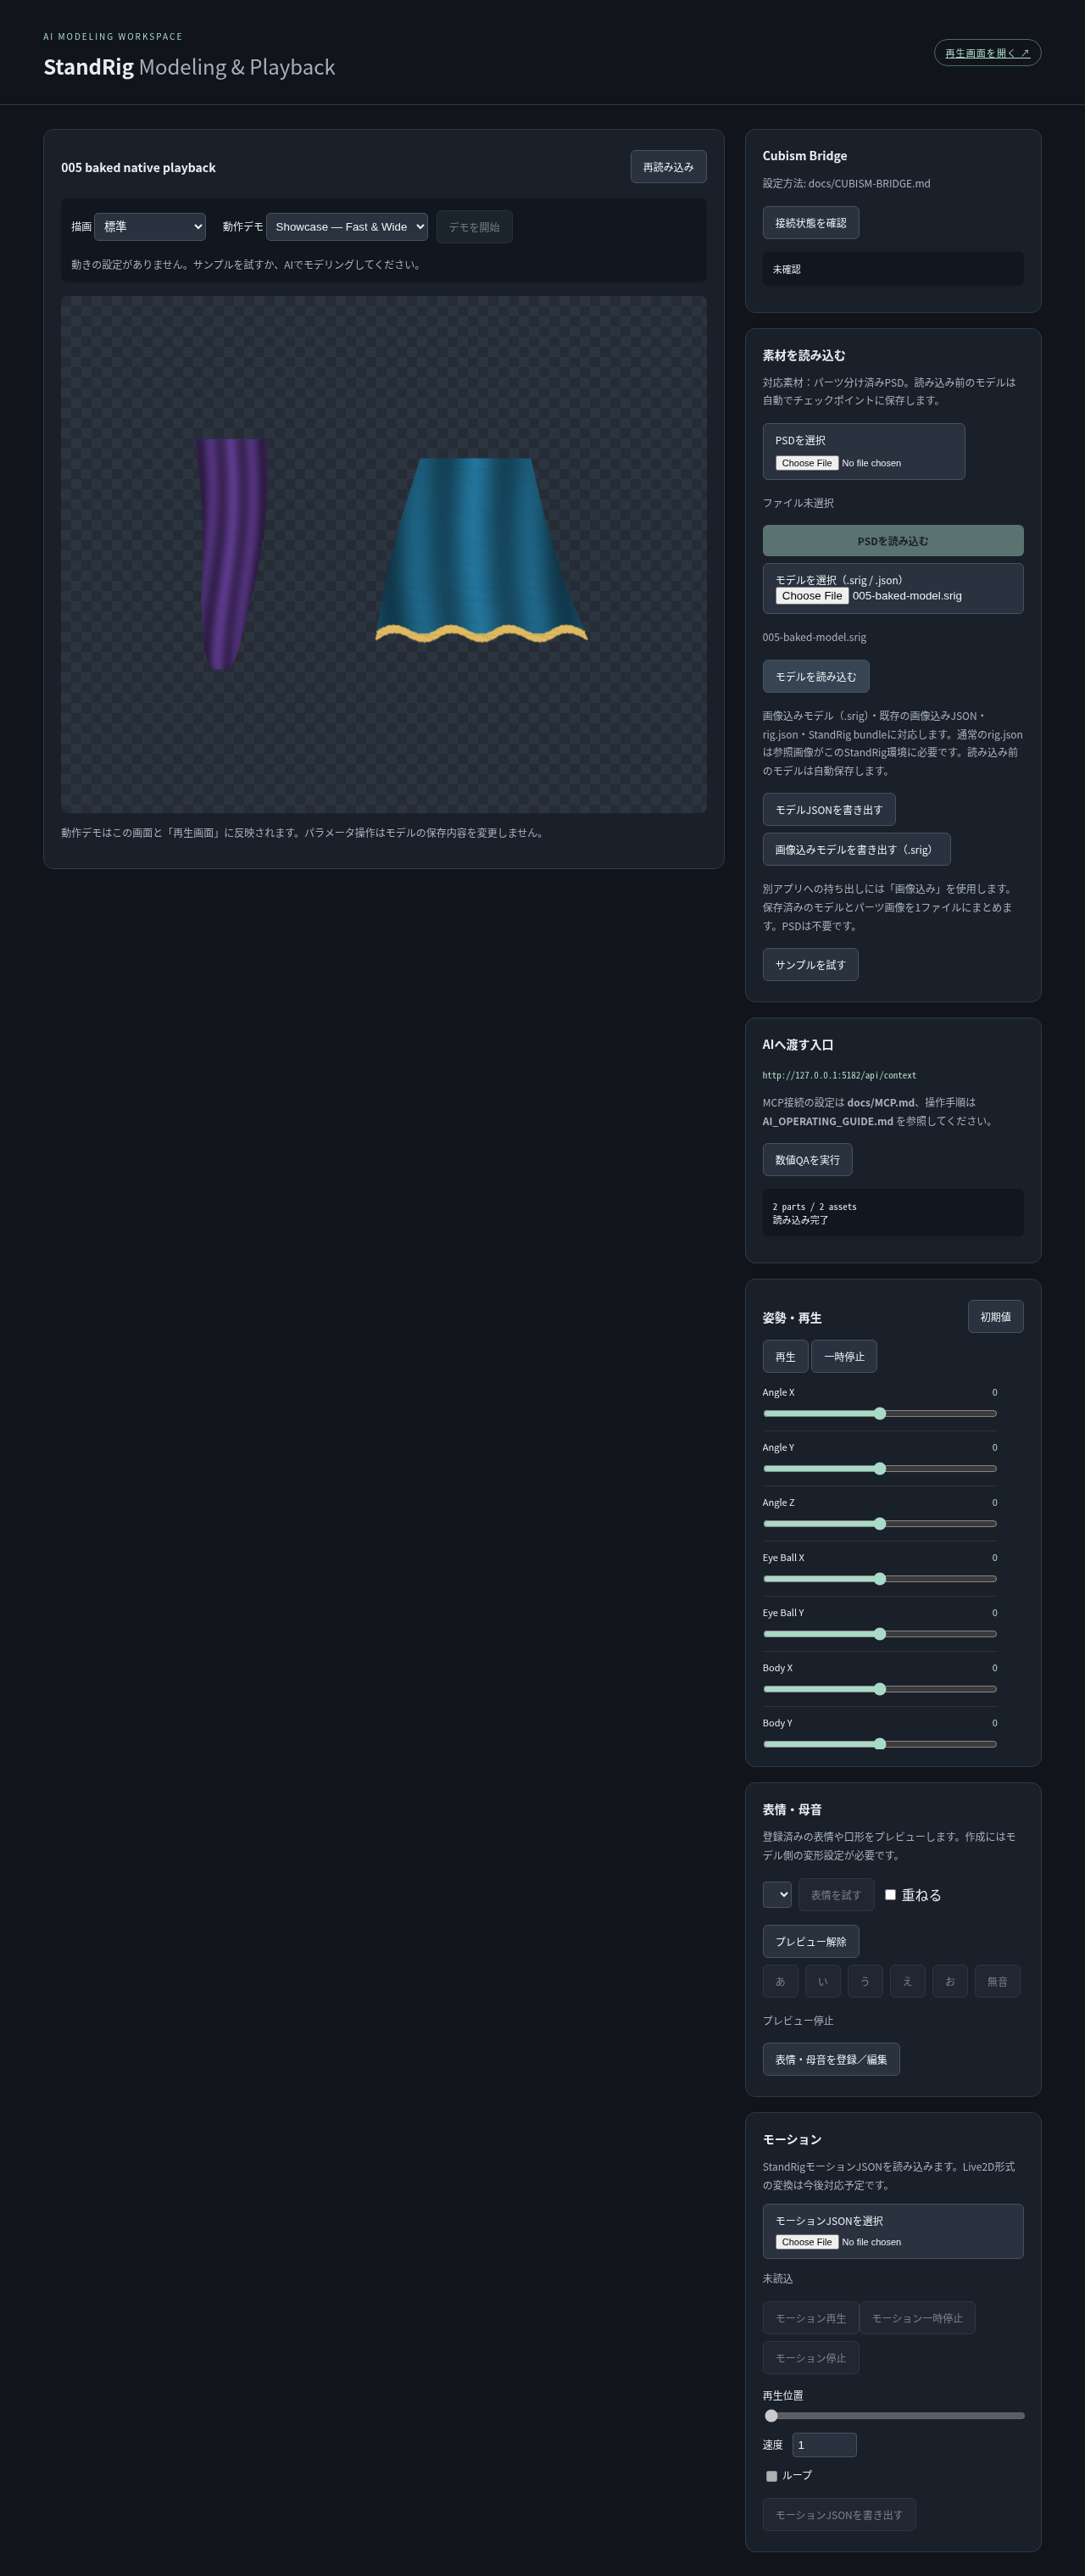 AI MODELING WORKSPACE
StandRig Modeling & Playback
再生画面を開く ↗
005 baked native playback
再読み込み
描画 標準 動作デモ Showcase — Fast & Wide デモを開始
動きの設定がありません。サンプルを試すか、AIでモデリングしてください。
動作デモはこの画面と「再生画面」に反映されます。パラメータ操作はモデルの保存内容を変更しません。
Cubism Bridge
設定方法: docs/CUBISM-BRIDGE.md
接続状態を確認
未確認
素材を読み込む
対応素材：パーツ分け済みPSD。読み込み前のモデルは
自動でチェックポイントに保存します。
PSDを選択
Choose File No file chosen
ファイル未選択
PSDを読み込む
モデルを選択（.srig / .json）
Choose File 005-baked-model.srig
005-baked-model.srig
モデルを読み込む
画像込みモデル（.srig）・既存の画像込みJSON・
rig.json・StandRig bundleに対応します。通常のrig.json
は参照画像がこのStandRig環境に必要です。読み込み前
のモデルは自動保存します。
モデルJSONを書き出す
画像込みモデルを書き出す（.srig）
別アプリへの持ち出しには「画像込み」を使用します。
保存済みのモデルとパーツ画像を1ファイルにまとめま
す。PSDは不要です。
サンプルを試す
AIへ渡す入口
http://127.0.0.1:5182/api/context
MCP接続の設定は docs/MCP.md、操作手順は
AI_OPERATING_GUIDE.md を参照してください。
数値QAを実行
2 parts / 2 assets
読み込み完了
姿勢・再生
初期値
再生 一時停止
Angle X 0
Angle Y 0
Angle Z 0
Eye Ball X 0
Eye Ball Y 0
Body X 0
Body Y 0
表情・母音
登録済みの表情や口形をプレビューします。作成にはモ
デル側の変形設定が必要です。
表情を試す 重ねる
プレビュー解除
あ い う え お 無音
プレビュー停止
表情・母音を登録／編集
モーション
StandRigモーションJSONを読み込みます。Live2D形式
の変換は今後対応予定です。
モーションJSONを選択
Choose File No file chosen
未読込
モーション再生 モーション一時停止
モーション停止
再生位置
速度 1
ループ
モーションJSONを書き出す